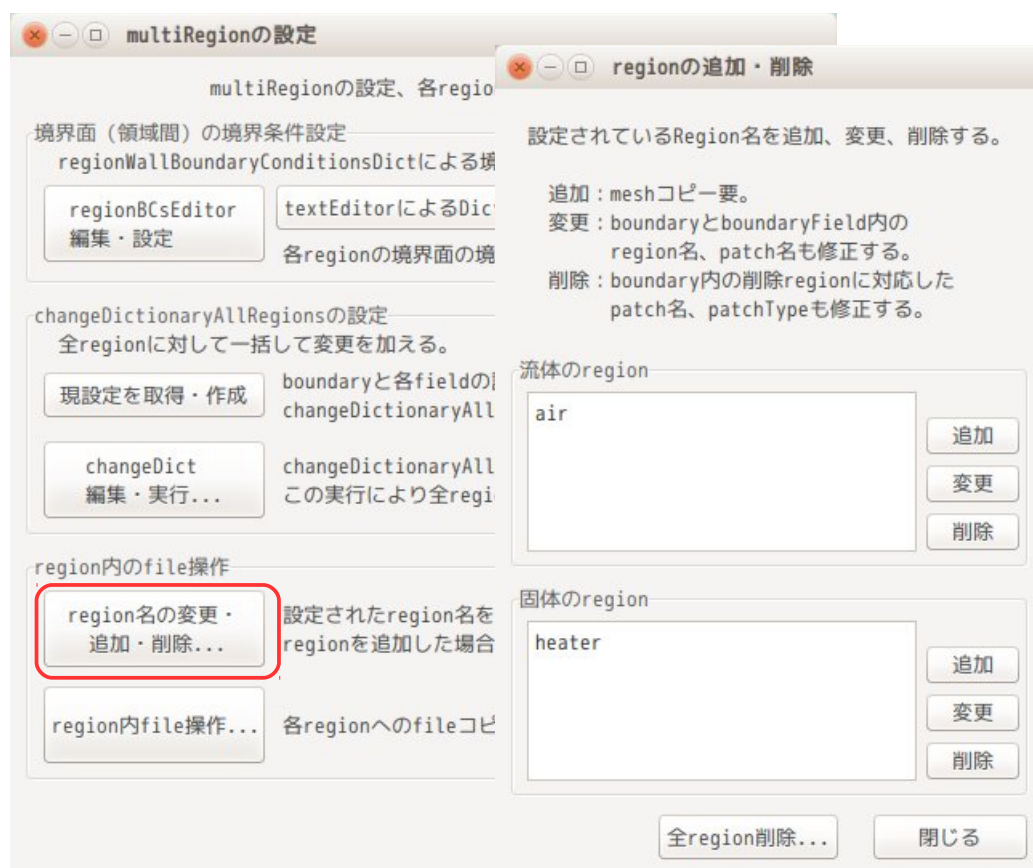 multiRegionの設定
multiRegionの設定、各regio
境界面（領域間）の境界条件設定
regionWallBoundaryConditionsDictによる境
regionBCsEditor
編集・設定
textEditorによるDic
各regionの境界面の境
changeDictionaryAllRegionsの設定
全regionに対して一括して変更を加える。
現設定を取得・作成
boundaryと各fieldの
changeDictionaryAll
changeDict
編集・実行...
changeDictionaryAll
この実行により全regi
region内のfile操作
region名の変更・
追加・削除...
設定されたregion名を
regionを追加した場合
region内file操作...
各regionへのfileコピ
regionの追加・削除
設定されているRegion名を追加、変更、削除する。
追加：meshコピー要。
変更：boundaryとboundaryField内の
region名、patch名も修正する。
削除：boundary内の削除regionに対応した
patch名、patchTypeも修正する。
流体のregion
air
追加
変更
削除
固体のregion
heater
追加
変更
削除
全region削除...
閉じる